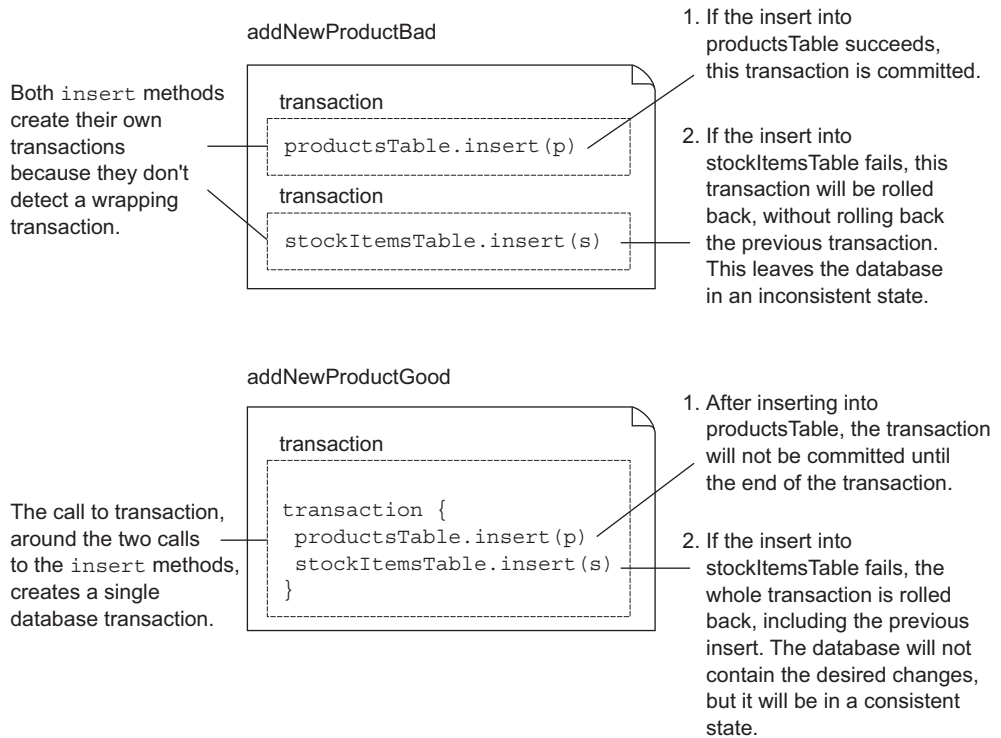 addNewProductBad
Both insert methods
create their own
transactions
because they don't
detect a wrapping
transaction.
transaction
productsTable.insert(p)
transaction
stockItemsTable.insert(s)
1. If the insert into
productsTable succeeds,
this transaction is committed.
2. If the insert into
stockItemsTable fails, this
transaction will be rolled
back, without rolling back
the previous transaction.
This leaves the database
in an inconsistent state.
addNewProductGood
The call to transaction,
around the two calls
to the insert methods,
creates a single
database transaction.
transaction
transaction {
productsTable.insert(p)
stockItemsTable.insert(s)
}
1. After inserting into
productsTable, the transaction
will not be committed until
the end of the transaction.
2. If the insert into
stockItemsTable fails, the
whole transaction is rolled
back, including the previous
insert. The database will not
contain the desired changes,
but it will be in a consistent
state.